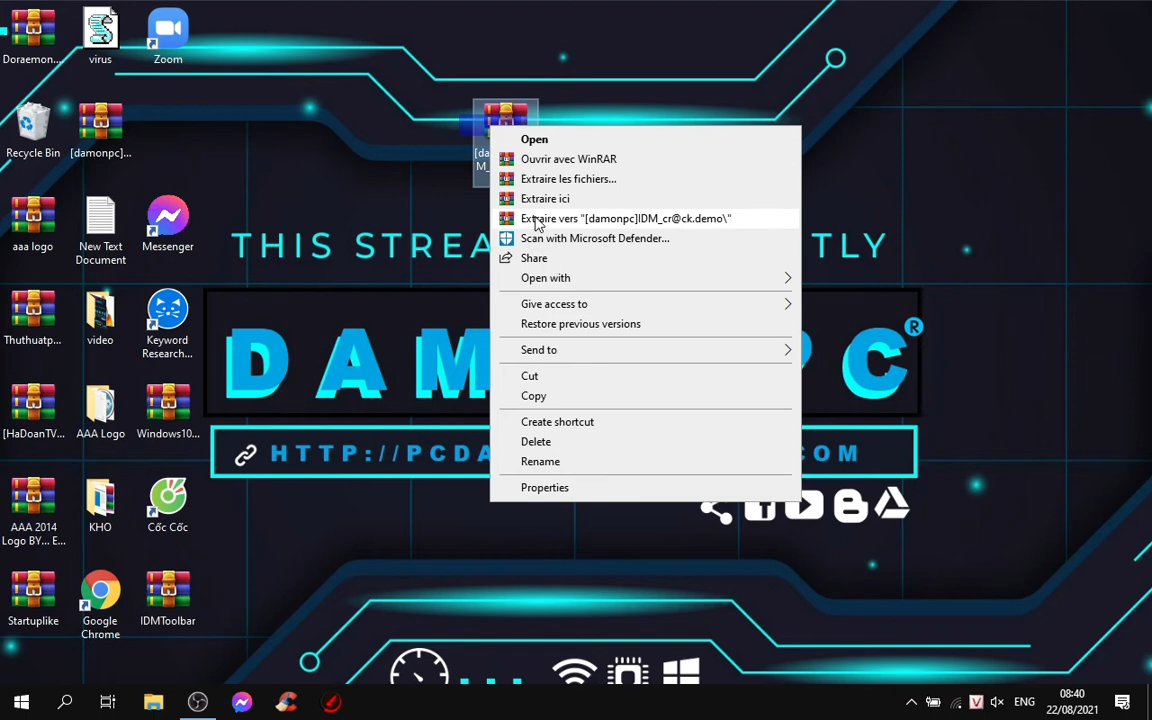 Doraemon...
virus
Zoom
Recycle Bin
[damonpc]...
aaa logo
New Text
Document
Messenger
Thuthuatp...
video
Keyword
Research...
[HaDoanTV...
AAA Logo
Windows10...
AAA 2014
Logo BY... E...
KHO
Cốc Cốc
Startuplike
Google
Chrome
IDMToolbar
Open
Ouvrir avec WinRAR
Extraire les fichiers...
Extraire ici
Extraire vers "[damonpc]IDM_cr@ck.demo\"
Scan with Microsoft Defender...
Share
Open with
Give access to
Restore previous versions
Send to
Cut
Copy
Create shortcut
Delete
Rename
Properties
THIS STREA
TLY
DAM
PC®
HTTP://PCDA
OM
V
ENG
08:40
22/08/2021